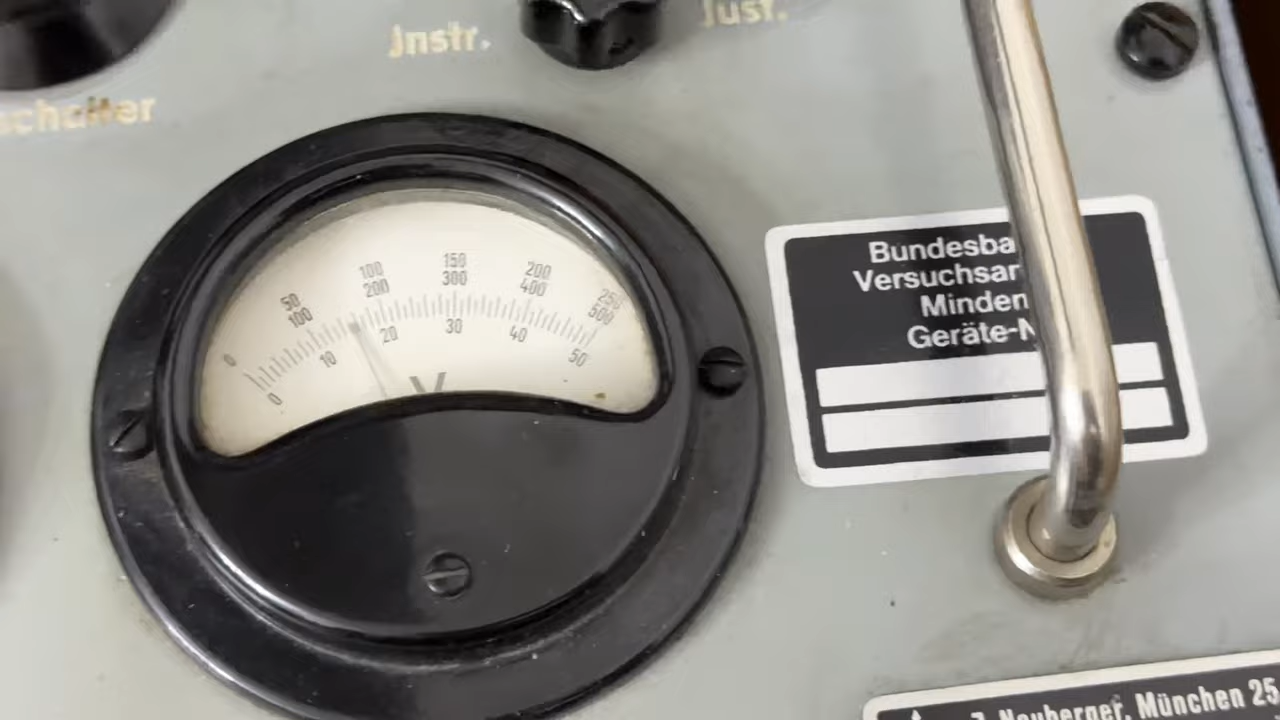 Jnstr.
Just.
schalter
50 100 150 200 250
100 200 300 400 500
0
0 10 20 30 40 50
V
Bundesba
Versuchsan
Minden
Geräte-N
J. Neuberger, München 25